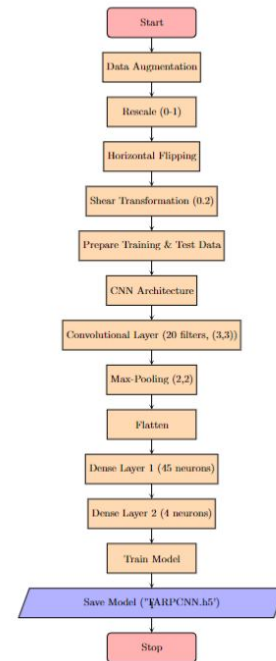 Start
Data Augmentation
Rescale (0-1)
Horizontal Flipping
Shear Transformation (0.2)
Prepare Training & Test Data
CNN Architecture
Convolutional Layer (20 filters, (3,3))
Max-Pooling (2,2)
Flatten
Dense Layer 1 (45 neurons)
Dense Layer 2 (4 neurons)
Train Model
Save Model ("TARPCNN.h5')
Stop